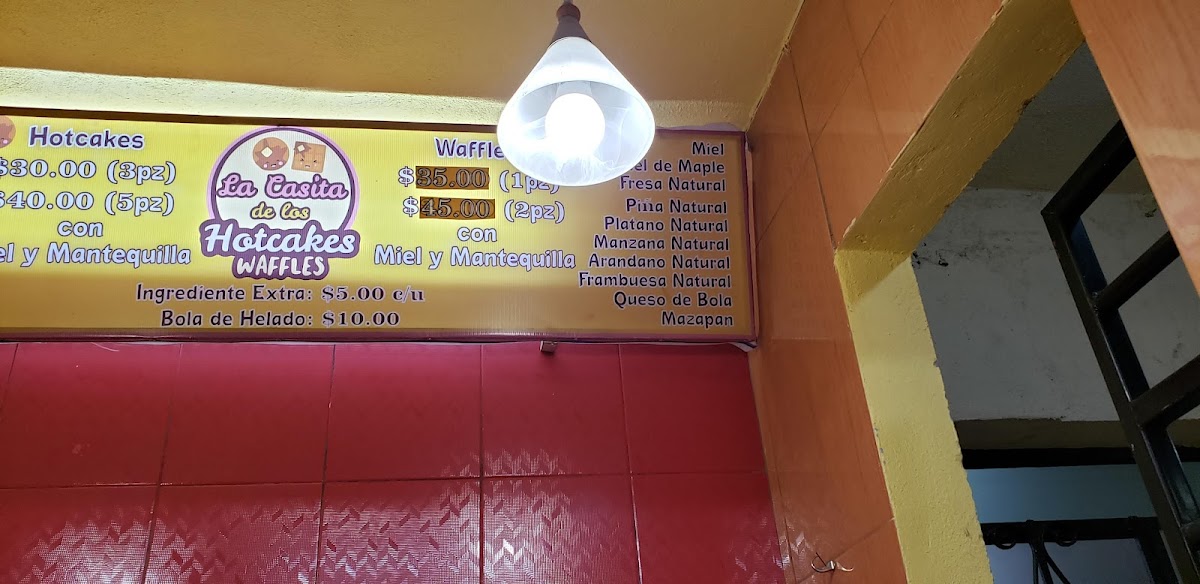 Hotcakes
$30.00 (3pz)
$40.00 (5pz)
con
y Mantequilla
La Casita
de los
Hotcakes
WAFFLES
$35.00 (1pz)
$45.00 (2pz)
con
Miel y Mantequilla
Ingrediente Extra: $5.00 c/u
Bola de Helado: $10.00
Miel
de Maple
Fresa Natural
Piña Natural
Platano Natural
Manzana Natural
Arandano Natural
Frambuesa Natural
Queso de Bola
Mazapan